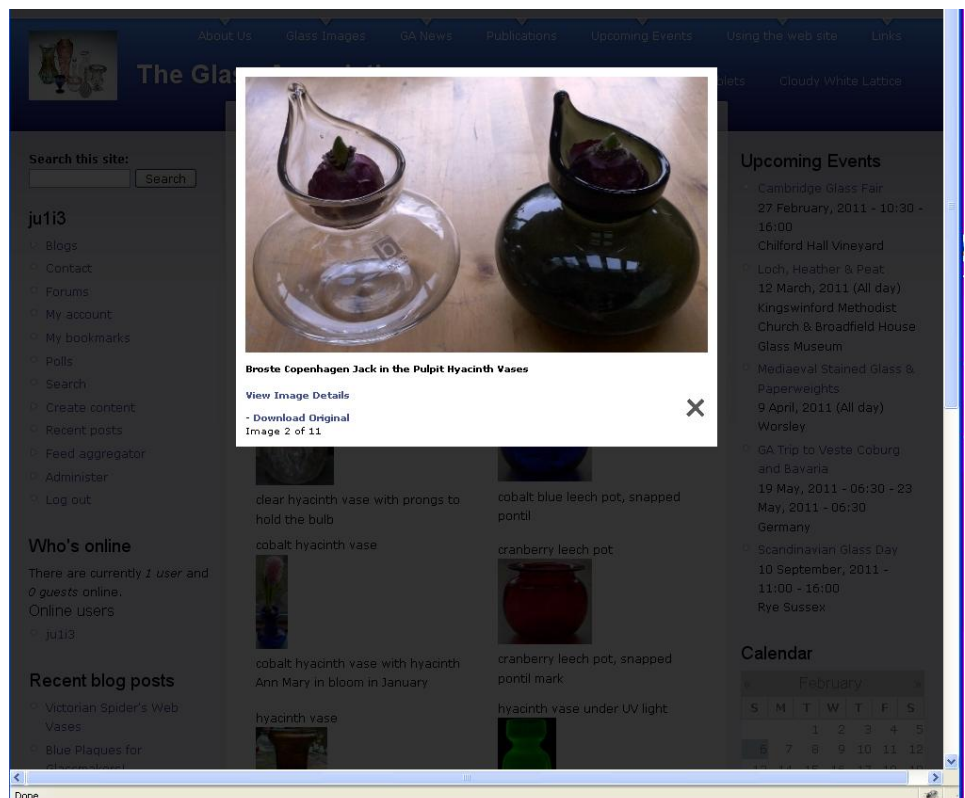 About Us Glass Images GA News Publications Upcoming Events Using the web site Links
The Glass
blets Cloudy White Lattice
Search this site:
Search
ju1i3
Blogs
Contact
Forums
My account
My bookmarks
Polls
Search
Create content
Recent posts
Feed aggregator
Administer
Log out
Who's online
There are currently 1 user and
0 guests online.
Online users
ju1i3
Recent blog posts
Victorian Spider's Web
Vases
Blue Plaques for
Glassmakers!
Broste Copenhagen Jack in the Pulpit Hyacinth Vases
View Image Details
- Download Original
Image 2 of 11
clear hyacinth vase with prongs to
hold the bulb
cobalt blue leech pot, snapped
pontil
cobalt hyacinth vase
cranberry leech pot
cobalt hyacinth vase with hyacinth
Ann Mary in bloom in January
cranberry leech pot, snapped
pontil mark
hyacinth vase
hyacinth vase under UV light
Upcoming Events
Cambridge Glass Fair
27 February, 2011 - 10:30 -
16:00
Chilford Hall Vineyard
Loch, Heather & Peat
12 March, 2011 (All day)
Kingswinford Methodist
Church & Broadfield House
Glass Museum
Mediaeval Stained Glass &
Paperweights
9 April, 2011 (All day)
Worsley
GA Trip to Veste Coburg
and Bavaria
19 May, 2011 - 06:30 - 23
May, 2011 - 06:30
Germany
Scandinavian Glass Day
10 September, 2011 -
11:00 - 16:00
Rye Sussex
Calendar
« February »
S M T W T F S
1 2 3 4 5
6 7 8 9 10 11 12
13 14 15 16 17 18 19
Done